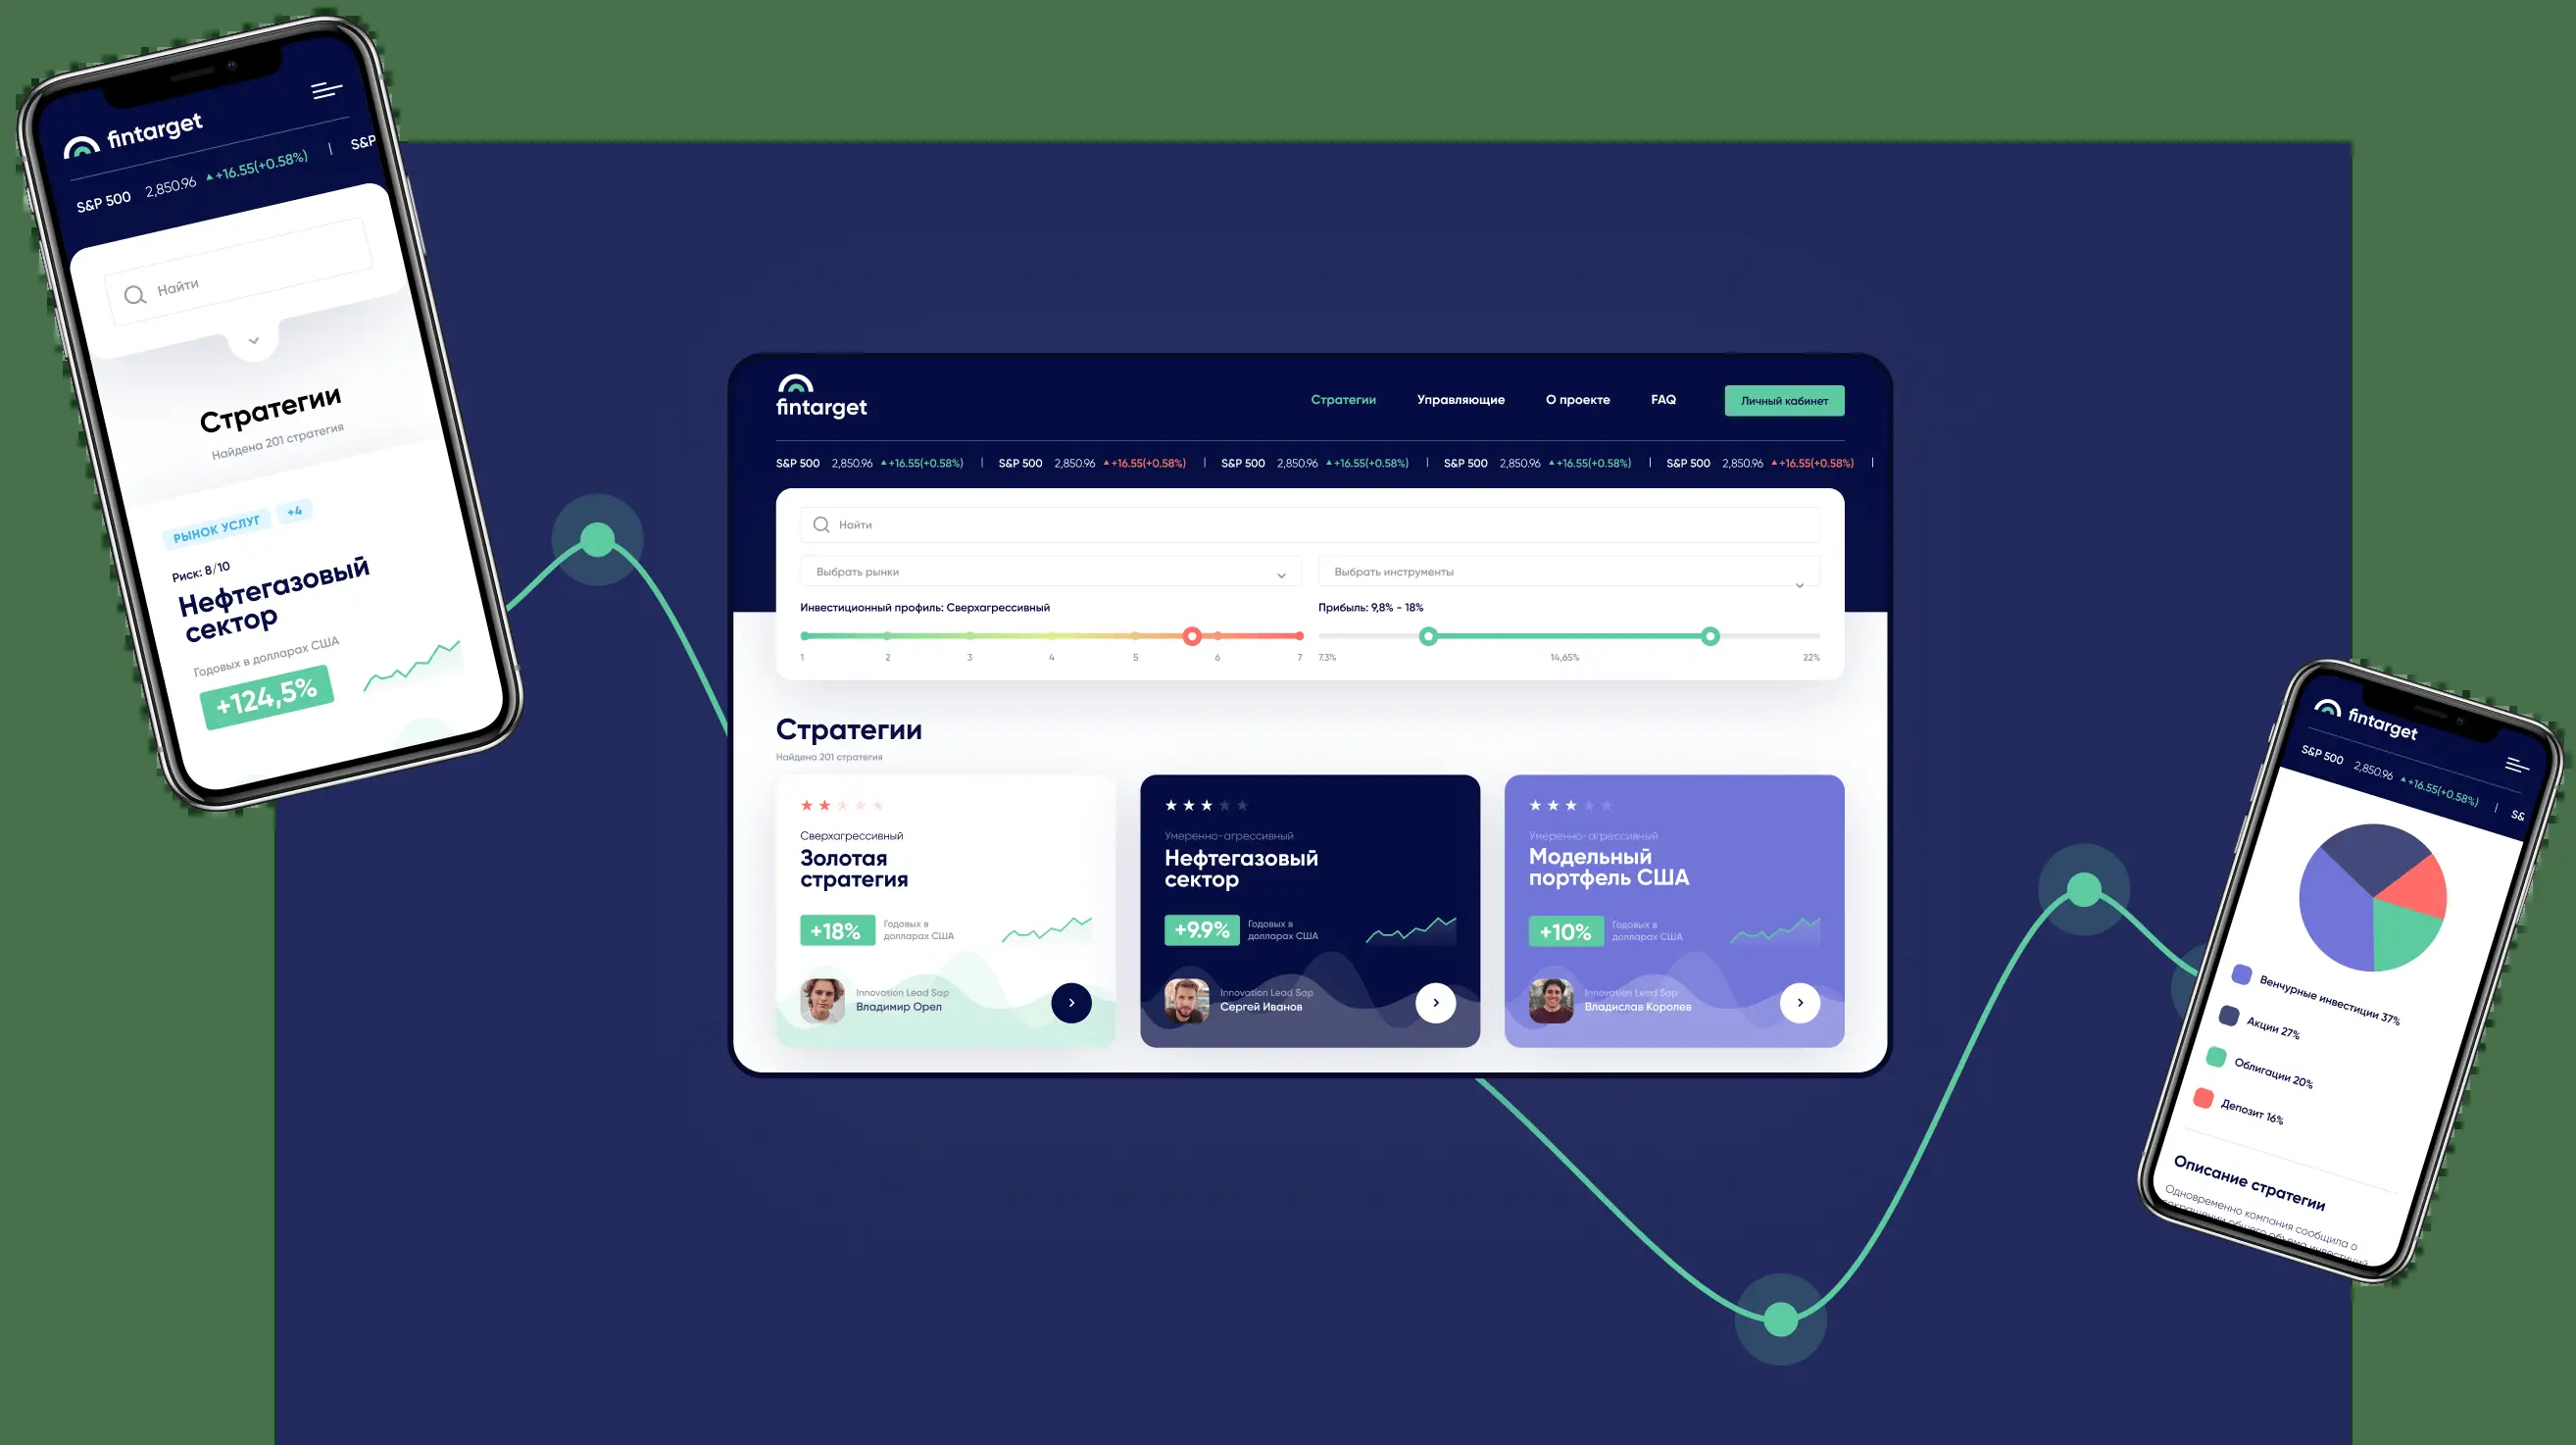 fintarget
S&P 500 2,850.96 +16.55(+0.58%) | S&P
Найти
Стратегии
Найдена 201 стратегия
РЫНОК УСЛУГ +4
Риск: 8/10
Нефтегазовый
сектор
Годовых в долларах США
+124,5%
fintarget
Стратегии Управляющие О проекте FAQ Личный кабинет
S&P 500 2,850.96 +16.55(+0.58%) | S&P 500 2,850.96 +16.55(+0.58%) | S&P 500 2,850.96 +16.55(+0.58%) | S&P 500 2,850.96 +16.55(+0.58%) | S&P 500 2,850.96 +16.55(+0.58%) |
Найти
Выбрать рынки Выбрать инструменты
Инвестиционный профиль: Сверхагрессивный Прибыль: 9,8% - 18%
1 2 3 4 5 6 7 7.3% 14,65% 22%
Стратегии
Найдено 201 стратегия
Сверхагрессивный
Золотая
стратегия
+18%
Годовых в
долларах США
Innovation Lead Sap
Владимир Орел
Умеренно-агрессивный
Нефтегазовый
сектор
+9.9%
Годовых в
долларах США
Innovation Lead Sap
Сергей Иванов
Умеренно-агрессивный
Модельный
портфель США
+10%
Годовых в
долларах США
Innovation Lead Sap
Владислав Королев
fintarget
S&P 500 2,850.96 +16.55(+0.58%) | S&
Венчурные инвестиции 37%
Акции 27%
Облигации 20%
Депозит 16%
Описание стратегии
Одновременно компания сообщила о
сокращении общего объема инвестиций